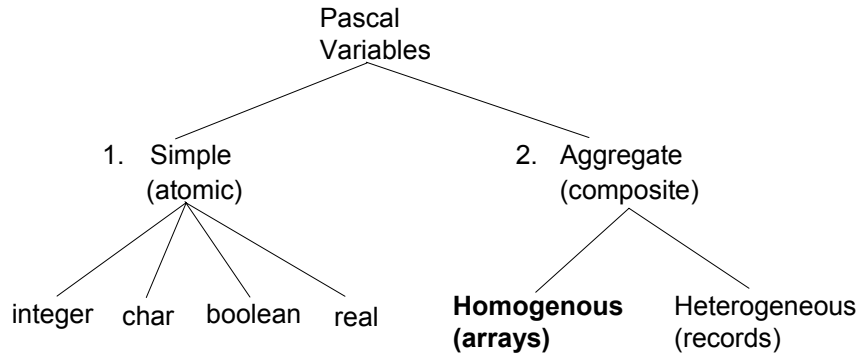 Pascal
Variables
1. Simple
(atomic)
2. Aggregate
(composite)
integer
char
boolean
real
Homogenous
(arrays)
Heterogeneous
(records)